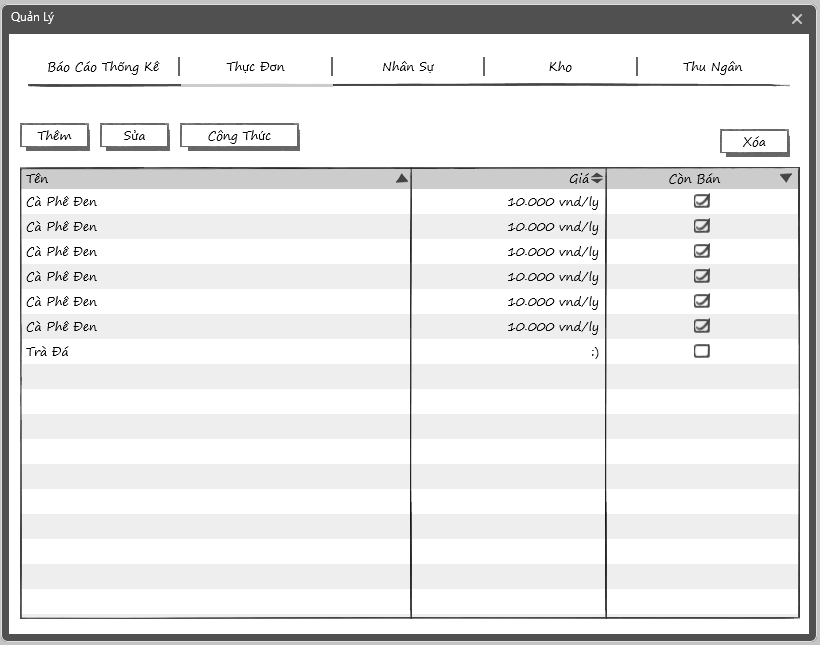 Quản Lý
Báo Cáo Thống Kê Thực Đơn Nhân Sự Kho Thu Ngân
Thêm Sửa Công Thức Xóa
Tên Giá Còn Bán
Cà Phê Đen 10.000 vnd/ly
Cà Phê Đen 10.000 vnd/ly
Cà Phê Đen 10.000 vnd/ly
Cà Phê Đen 10.000 vnd/ly
Cà Phê Đen 10.000 vnd/ly
Cà Phê Đen 10.000 vnd/ly
Trà Đá :)